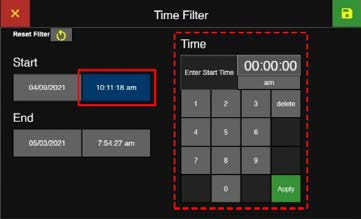 Time Filter
Reset Filter
Start
04/09/2021 10:11:18 am
End
05/03/2021 7:54:27 am
Time
Enter Start Time 00:00:00
am
1 2 3 delete
4 5 6
7 8 9
0 Apply